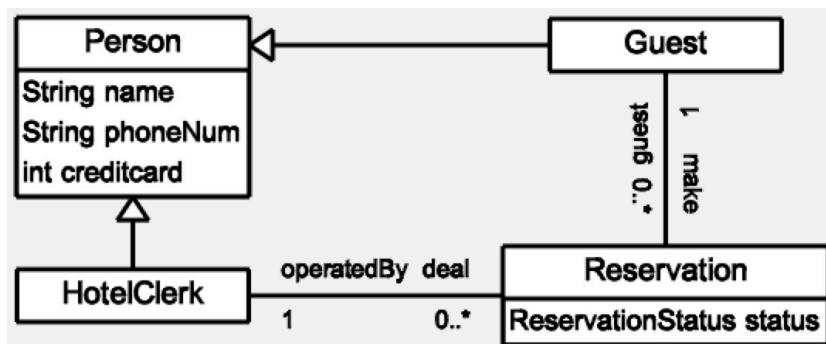 Person
String name
String phoneNum
int creditcard
Guest
guest 0..*
1 make
HotelClerk
operatedBy deal
1 0..*
Reservation
ReservationStatus status